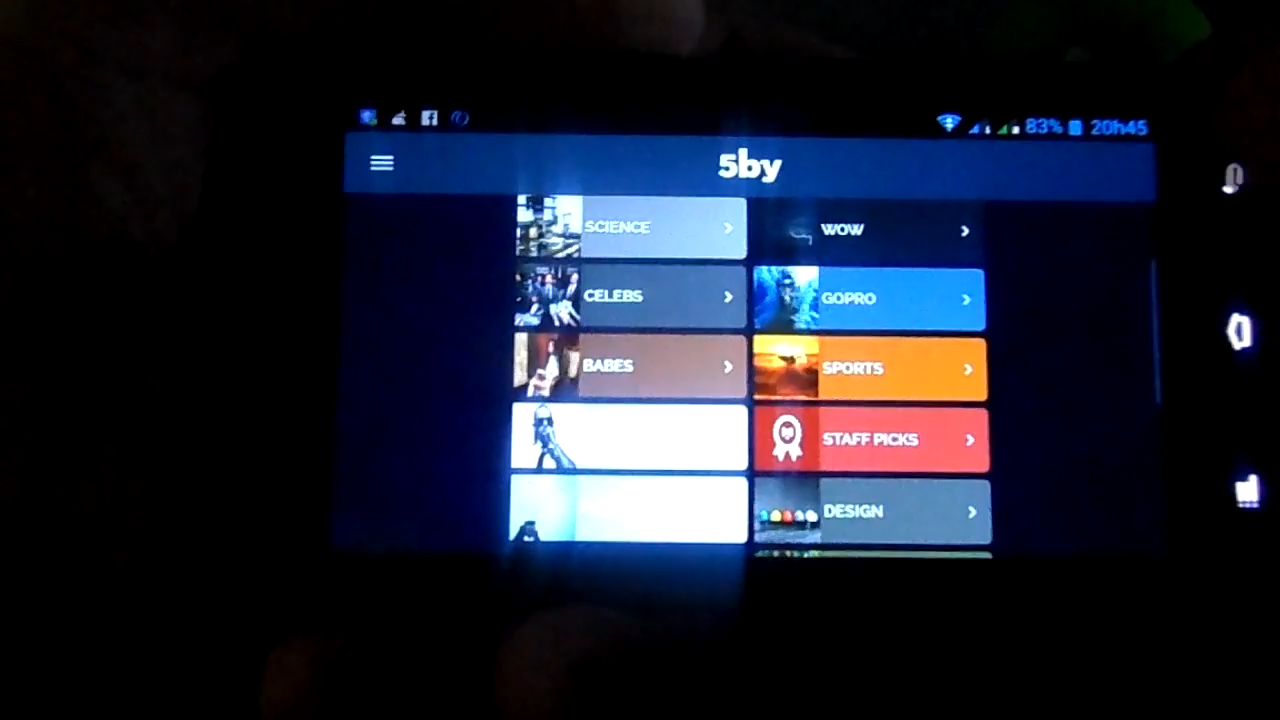 83% 20h45
5by
SCIENCE
WOW
CELEBS
GOPRO
BABES
SPORTS
STAFF PICKS
DESIGN